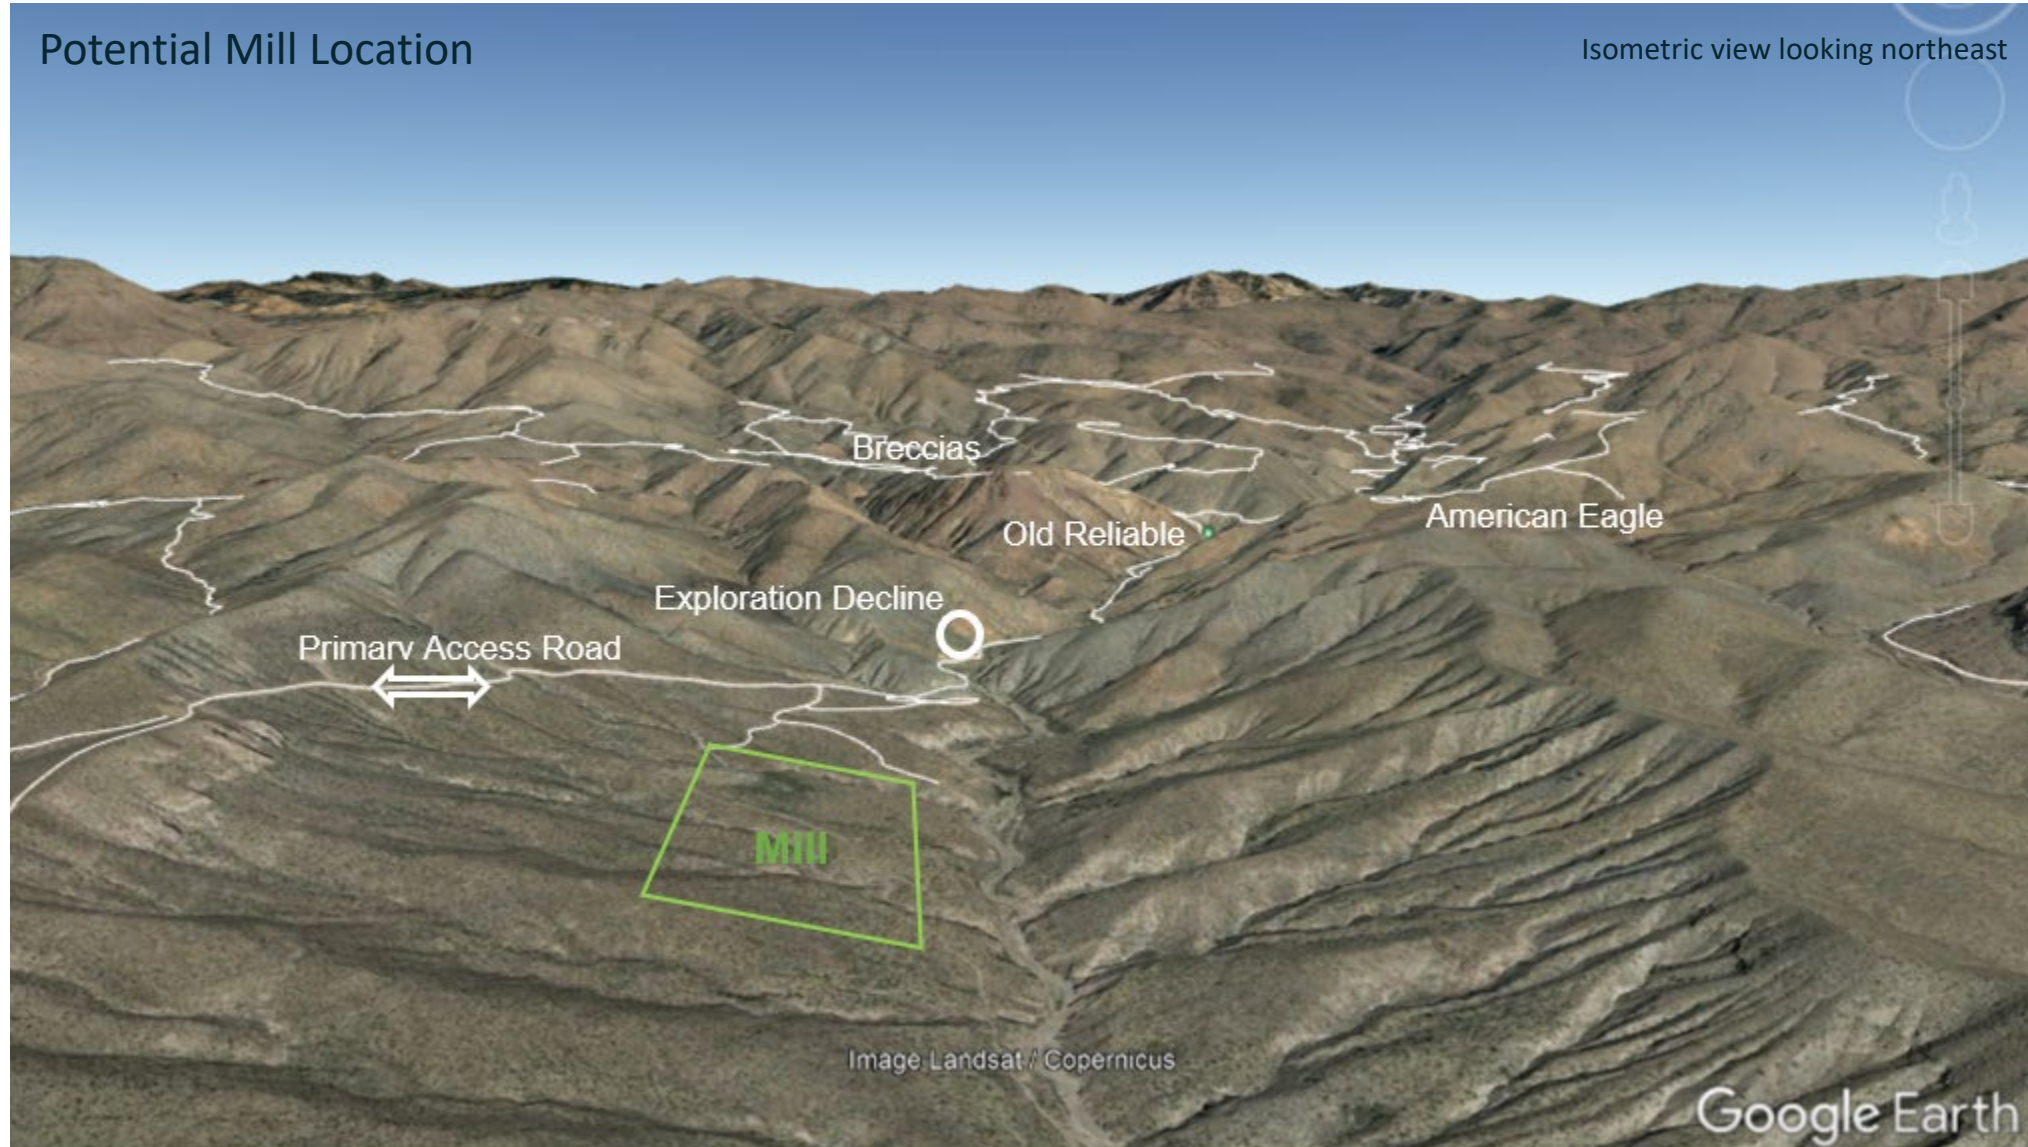 Potential Mill Location
Isometric view looking northeast
Breccias
American Eagle
Old Reliable
Exploration Decline
Primary Access Road
Mill
Image Landsat / Copernicus
Google Earth